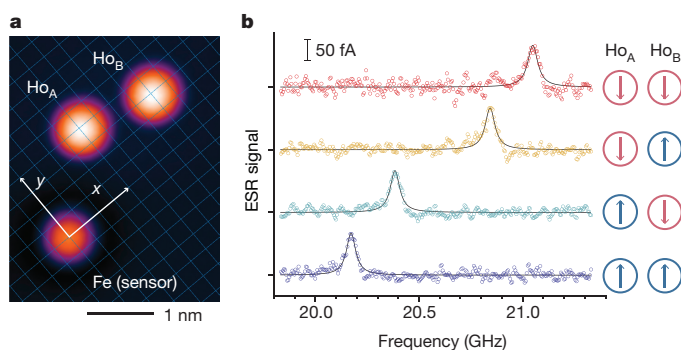 a
Ho_B
Ho_A
y
x
Fe (sensor)
1 nm
b
50 fA
Ho_A Ho_B
ESR signal
20.0 20.5 21.0
Frequency (GHz)